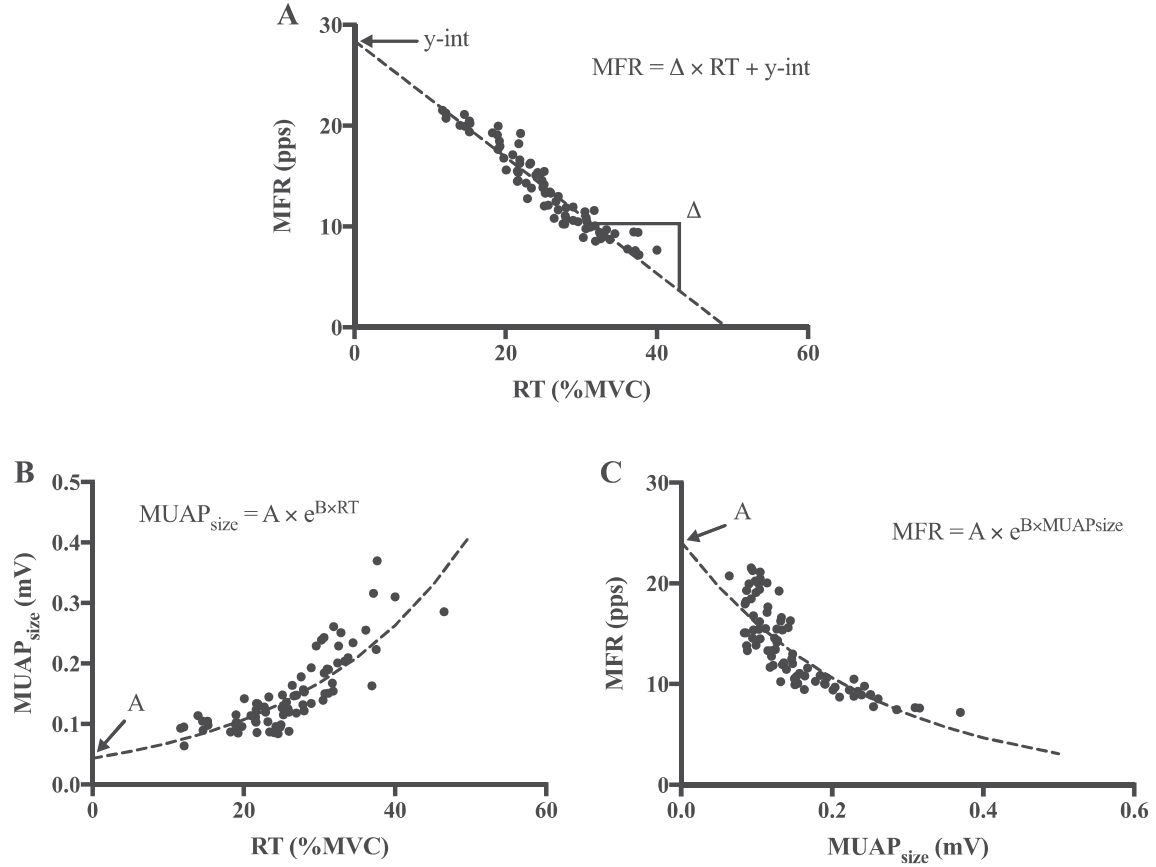 A
30
y-int
MFR = Δ × RT + y-int
20
MFR (pps)
Δ
10
0
0 20 40 60
RT (%MVC)
B
0.5
MUAPsize = A × e^B×RT
0.4
0.3
MUAPsize (mV)
0.2
A
0.1
0.0
0 20 40 60
RT (%MVC)
C
30
A
MFR = A × e^B×MUAPsize
20
MFR (pps)
10
0
0.0 0.2 0.4 0.6
MUAPsize (mV)